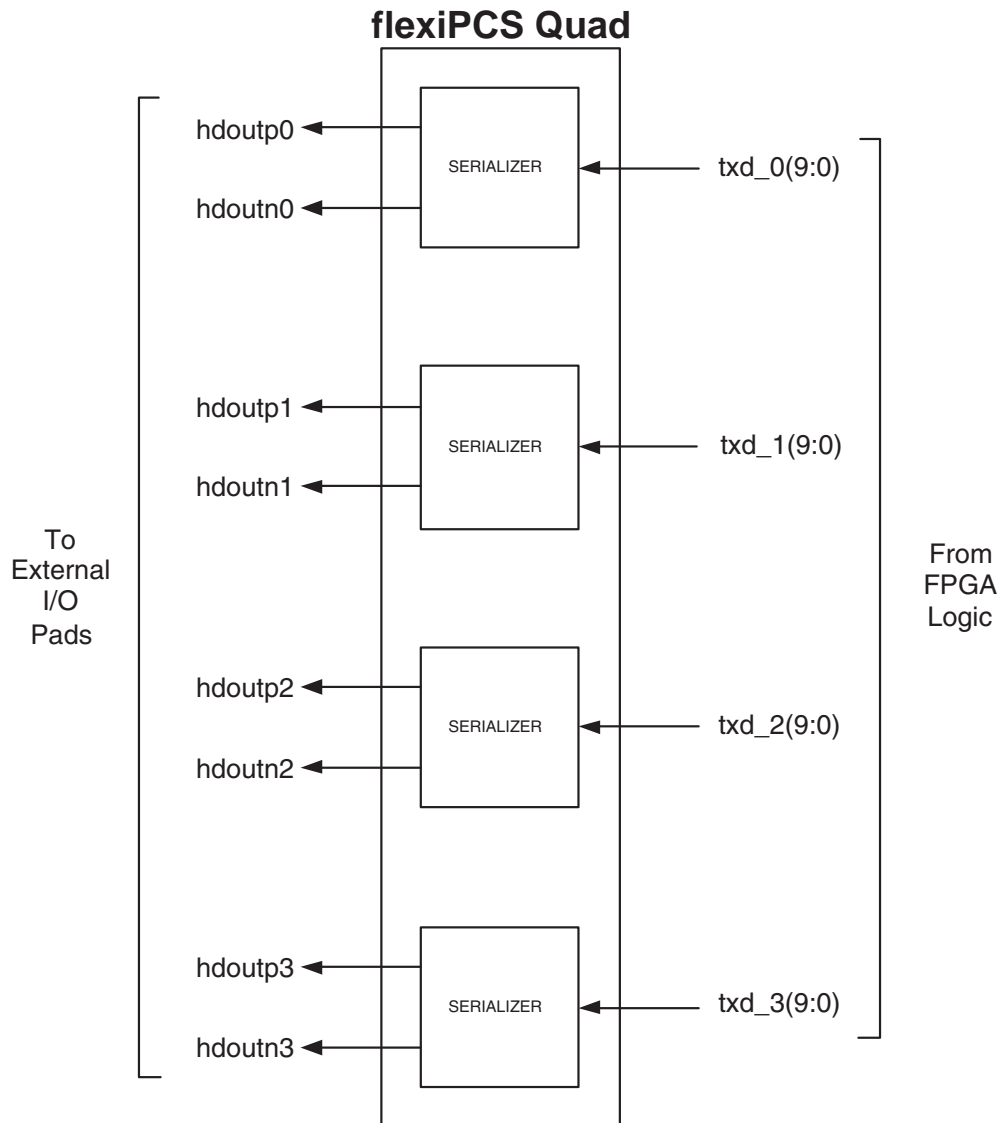 flexiPCS Quad
hdoutp0
SERIALIZER
txd_0(9:0)
hdoutn0
hdoutp1
SERIALIZER
txd_1(9:0)
hdoutn1
To
External
I/O
Pads
From
FPGA
Logic
hdoutp2
SERIALIZER
txd_2(9:0)
hdoutn2
hdoutp3
SERIALIZER
txd_3(9:0)
hdoutn3